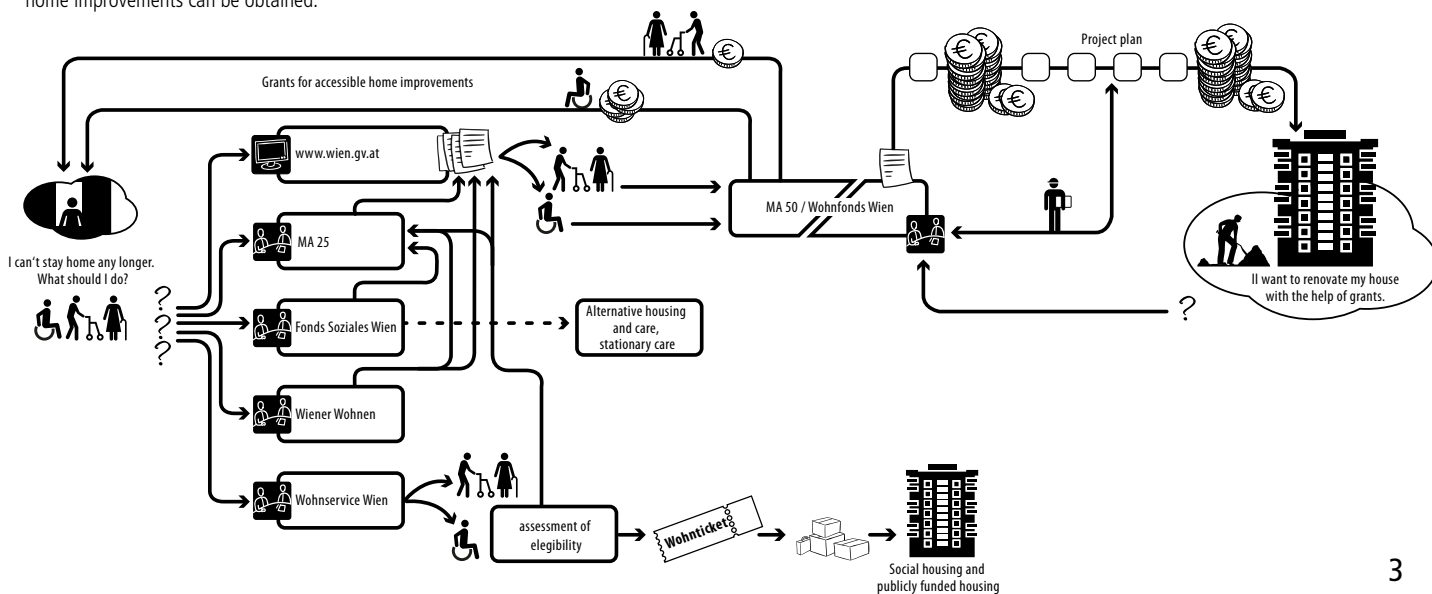 home improvements can be obtained.
Project plan
Grants for accessible home improvements
www.wien.gv.at
MA 50 / Wohnfonds Wien
MA 25
I can't stay home any longer.
What should I do?
Il want to renovate my house
with the help of grants.
?
?
?
?
Fonds Soziales Wien
Alternative housing
and care,
stationary care
Wiener Wohnen
Wohnservice Wien
assessment of
elegibility
Wohnticket
Social housing and
publicly funded housing
3
€
€
€
€
€
€
€